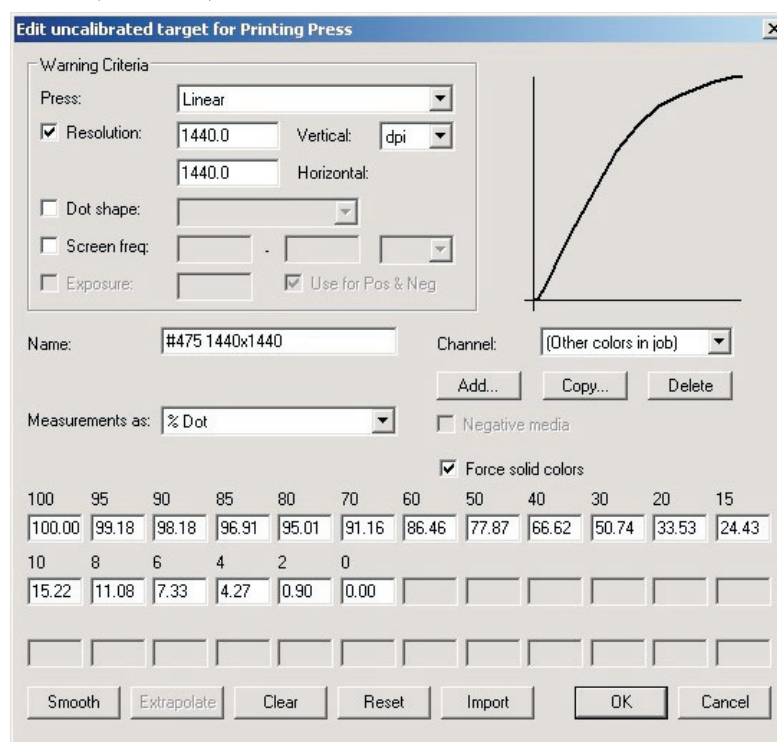 Edit uncalibrated target for Printing Press
Warning Criteria
Press: Linear
Resolution: 1440.0 Vertical: dpi
1440.0 Horizontal:
Dot shape:
Screen freq: -
Exposure: Use for Pos & Neg
Name: #475 1440x1440 Channel: (Other colors in job)
Add... Copy... Delete
Measurements as: % Dot Negative media
Force solid colors
100 95 90 85 80 70 60 50 40 30 20 15
100.00 99.18 98.18 96.91 95.01 91.16 86.46 77.87 66.62 50.74 33.53 24.43
10 8 6 4 2 0
15.22 11.08 7.33 4.27 0.90 0.00
Smooth Extrapolate Clear Reset Import OK Cancel